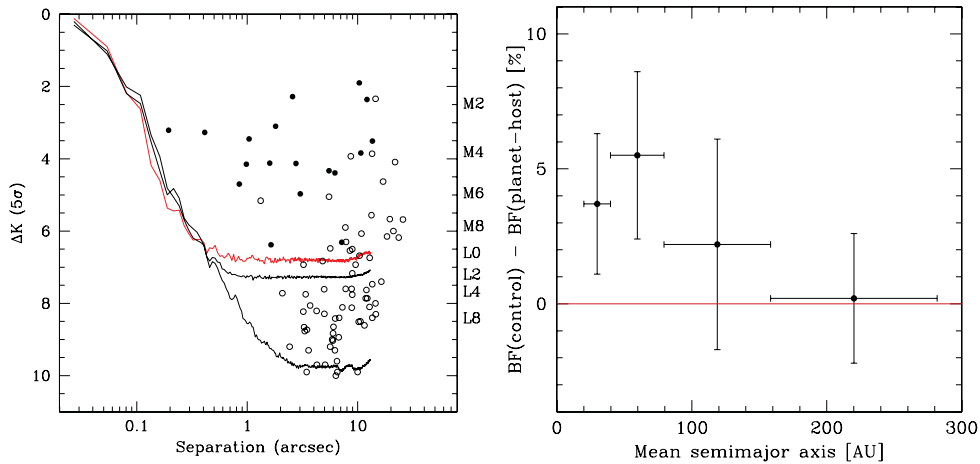 0
2
4
6
8
10
ΔK (5σ)
M2
M4
M6
M8
L0
L2
L4
L8
0.1
1
10
Separation (arcsec)
10
5
0
BF(control) − BF(planet−host) [%]
0
100
200
300
Mean semimajor axis [AU]